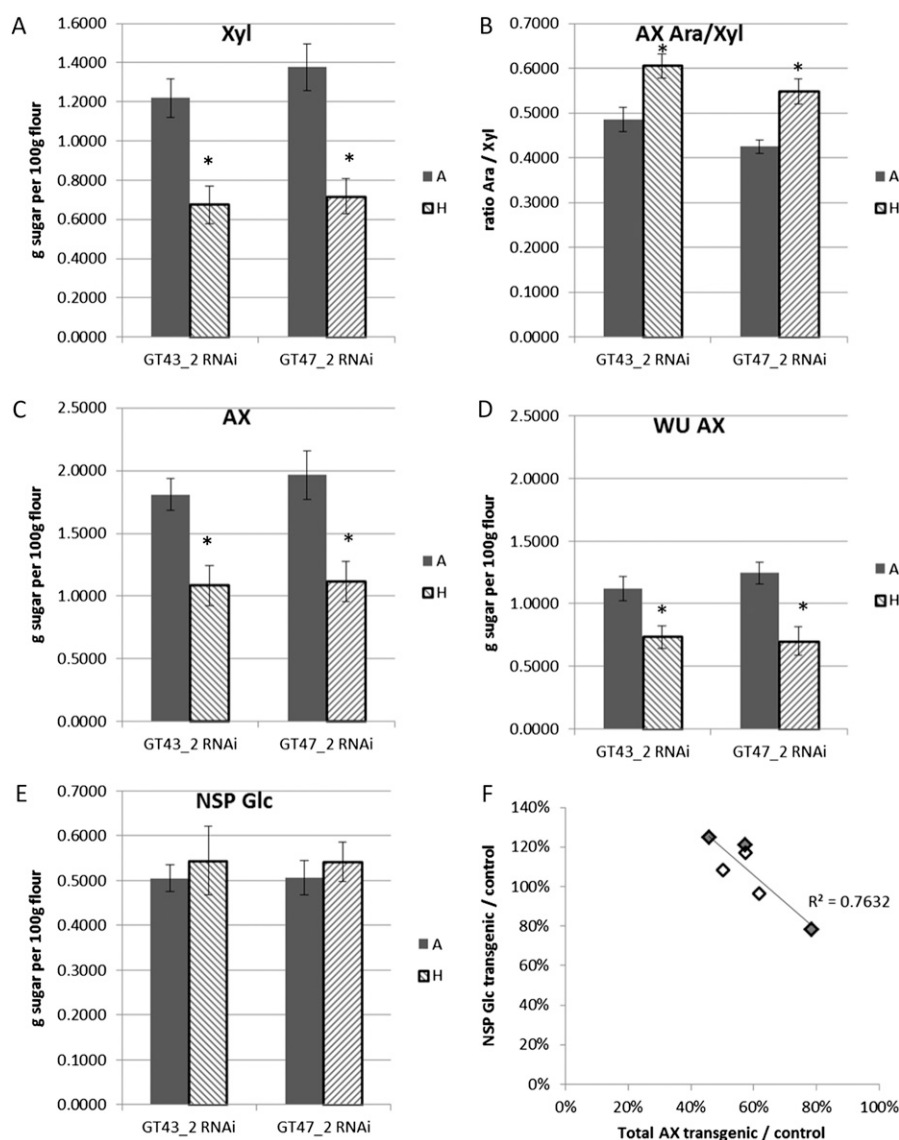 A
Xyl
g sugar per 100g flour
1.6000
1.4000
1.2000
1.0000
0.8000
0.6000
0.4000
0.2000
0.0000
*
*
GT43_2 RNAi
GT47_2 RNAi
A
H
B
AX Ara/Xyl
ratio Ara / Xyl
0.7000
0.6000
0.5000
0.4000
0.3000
0.2000
0.1000
0.0000
*
*
GT43_2 RNAi
GT47_2 RNAi
A
H
C
AX
g sugar per 100g flour
2.5000
2.0000
1.5000
1.0000
0.5000
0.0000
*
*
GT43_2 RNAi
GT47_2 RNAi
A
H
D
WU AX
g sugar per 100g flour
2.5000
2.0000
1.5000
1.0000
0.5000
0.0000
*
*
GT43_2 RNAi
GT47_2 RNAi
A
H
E
NSP Glc
g sugar per 100g flour
0.7000
0.6000
0.5000
0.4000
0.3000
0.2000
0.1000
0.0000
GT43_2 RNAi
GT47_2 RNAi
A
H
F
NSP Glc transgenic / control
140%
120%
100%
80%
60%
40%
20%
0%
R² = 0.7632
0%
20%
40%
60%
80%
100%
Total AX transgenic / control